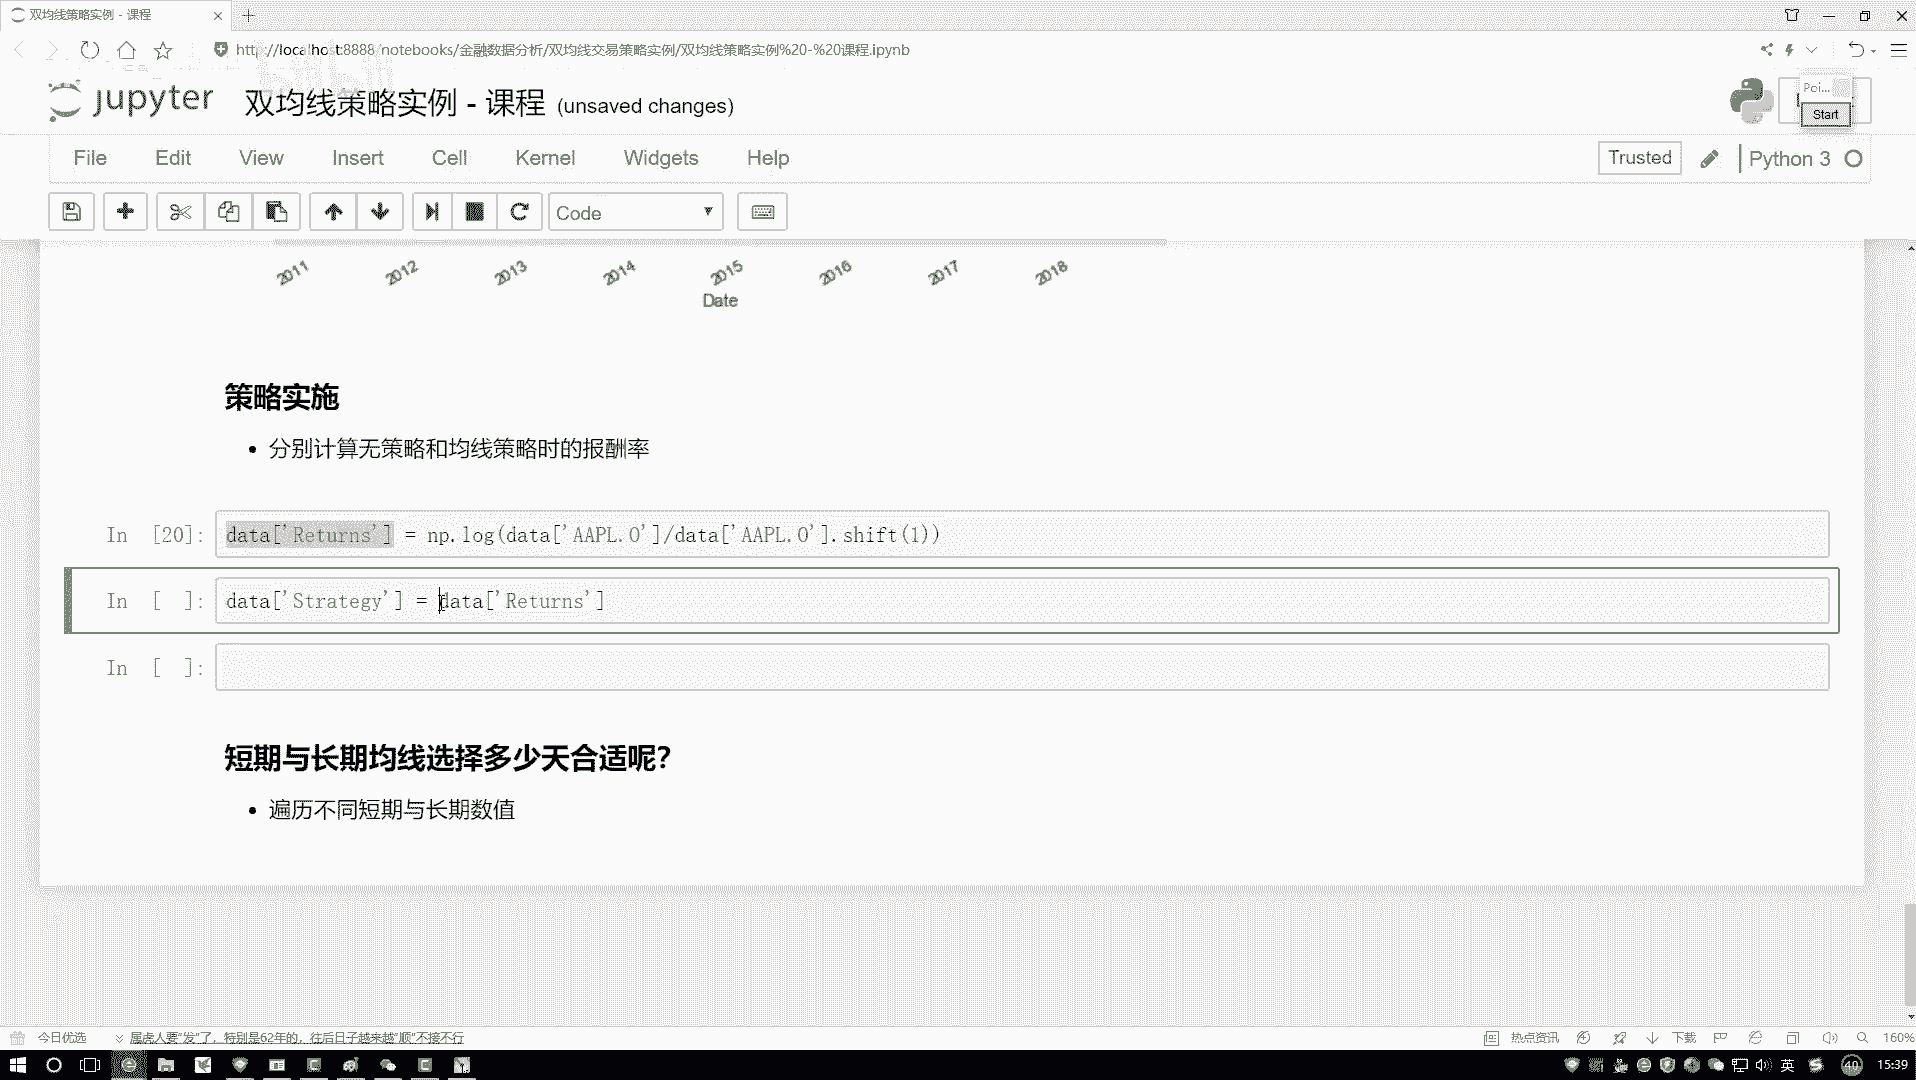 双均线策略实例 - 课程
http://localhost:8888/notebooks/金融数据分析/双均线交易策略实例/双均线策略实例%20-%20课程.ipynb
jupyter 双均线策略实例 - 课程 (unsaved changes)
Poi...
Start
File Edit View Insert Cell Kernel Widgets Help
Trusted
Python 3
Code
2011 2012 2013 2014 2015 2016 2017 2018
Date
策略实施
分别计算无策略和均线策略时的报酬率
In [20]: data['Returns'] = np.log(data['AAPL.O']/data['AAPL.O'].shift(1))
In [ ]: data['Strategy'] = data['Returns']
In [ ]:
短期与长期均线选择多少天合适呢?
遍历不同短期与长期数值
今日优选 属虎人要“发”了，特别是62年的，往后日子越来越“顺”不接不行
热点资讯 下载 160%
英 40 15:39